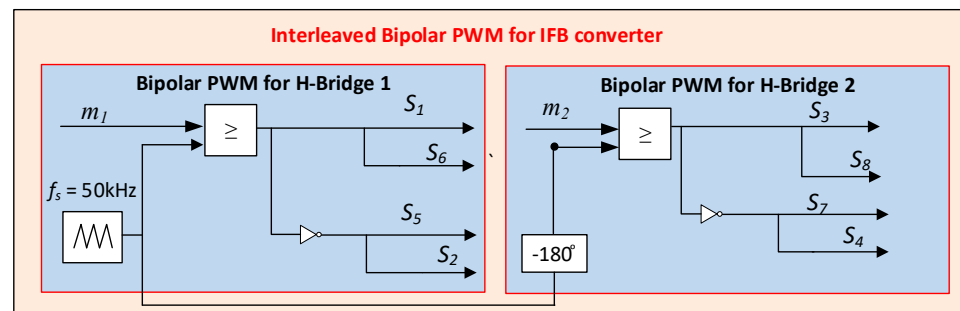 Interleaved Bipolar PWM for IFB converter
Bipolar PWM for H-Bridge 1
m1
≥
S1
S6
fs = 50kHz
S5
S2
`
Bipolar PWM for H-Bridge 2
m2
≥
S3
S8
S7
S4
-180°